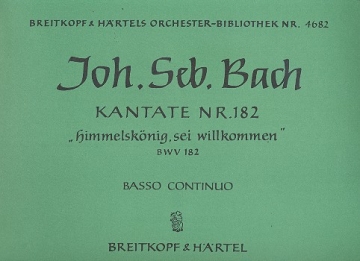 BREITKOPF & HÄRTELS ORCHESTER-BIBLIOTHEK NR. 4682
Joh. Seb. Bach
KANTATE NR. 182
„himmelskönig, sei willkommen"
BWV 182
BASSO CONTINUO
BREITKOPF & HÄRTEL